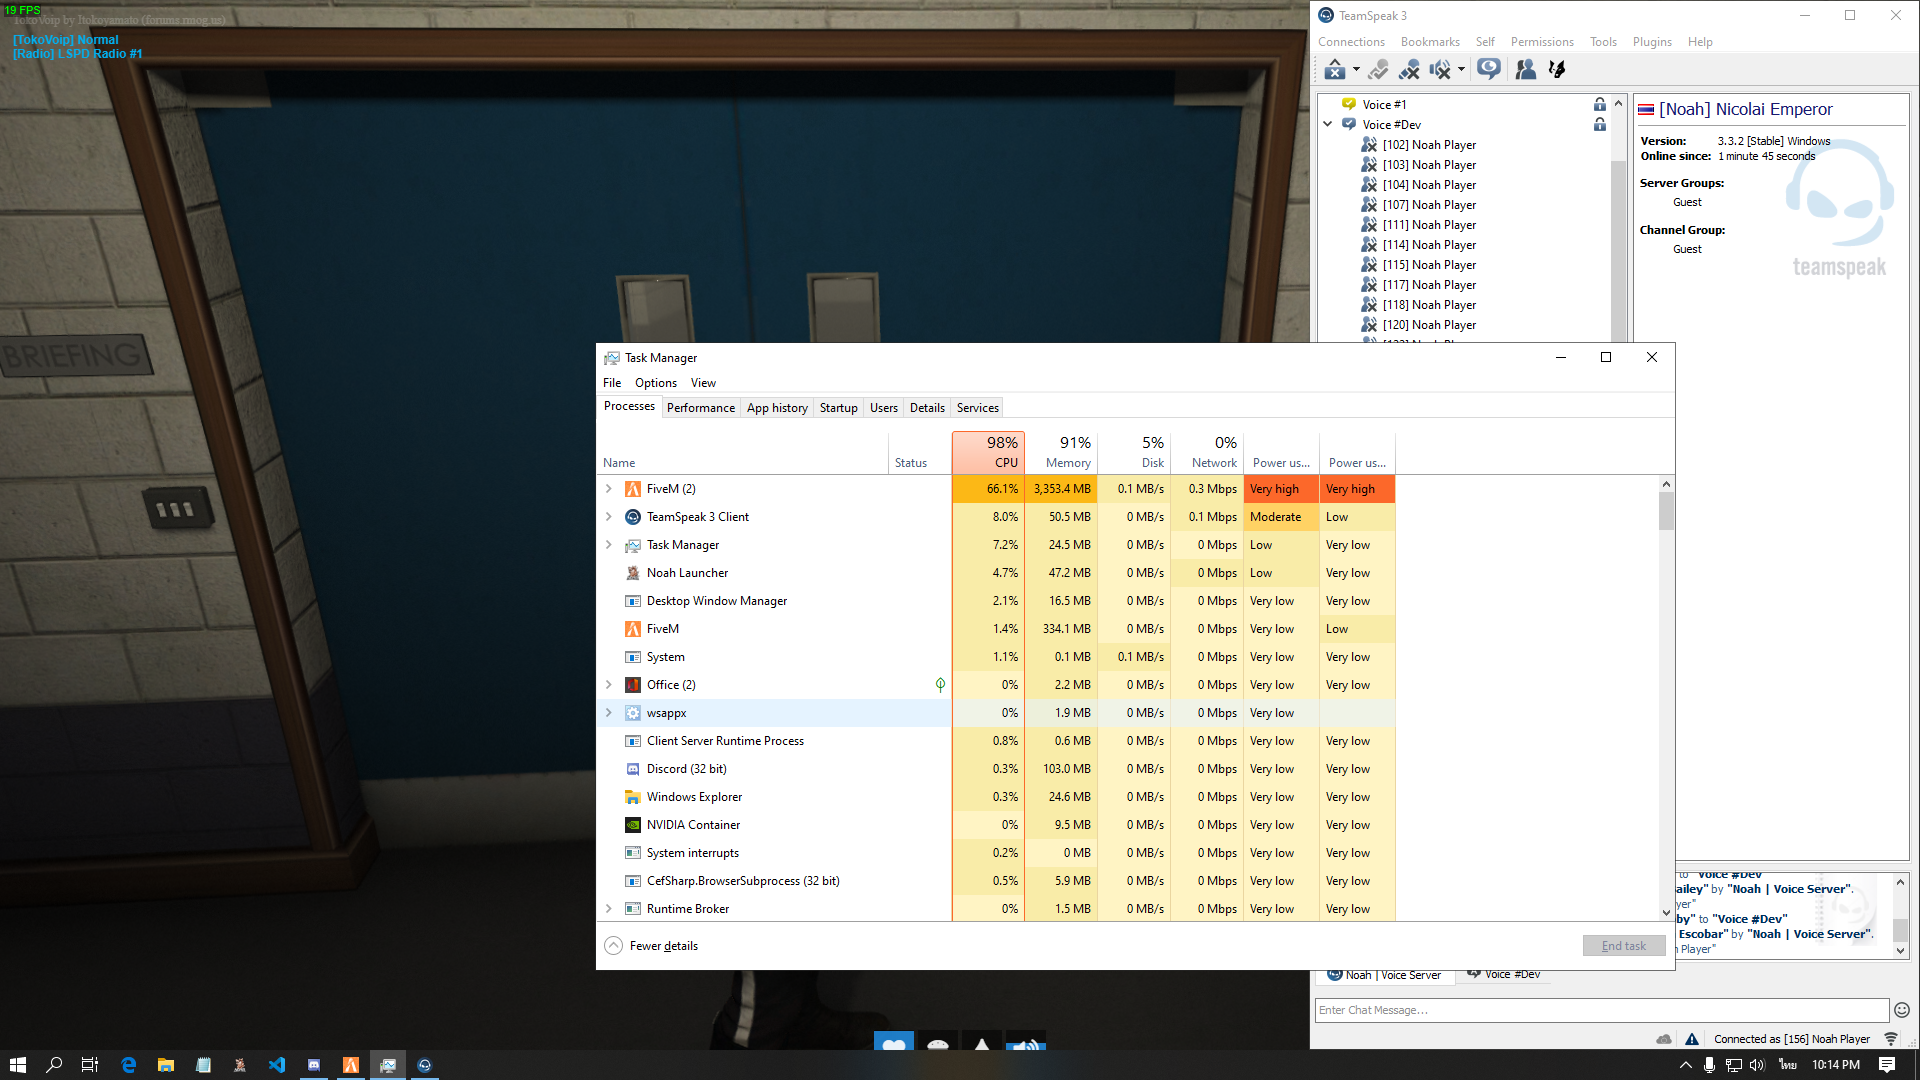 19 FPS
TokoVoip by Itokoyamato (forums.rmog.us)
[TokoVoip] Normal
[Radio] LSPD Radio #1
BRIEFING
TeamSpeak 3
Connections Bookmarks Self Permissions Tools Plugins Help
Voice #1
Voice #Dev
[102] Noah Player
[103] Noah Player
[104] Noah Player
[107] Noah Player
[111] Noah Player
[114] Noah Player
[115] Noah Player
[117] Noah Player
[118] Noah Player
[120] Noah Player
[Noah] Nicolai Emperor
Version: 3.3.2 [Stable] Windows
Online since: 1 minute 45 seconds
Server Groups:
Guest
Channel Group:
Guest
teamspeak
Task Manager
File Options View
Processes Performance App history Startup Users Details Services
98% 91% 5% 0%
Name Status CPU Memory Disk Network Power us... Power us...
FiveM (2) 66.1% 3,353.4 MB 0.1 MB/s 0.3 Mbps Very high Very high
TeamSpeak 3 Client 8.0% 50.5 MB 0 MB/s 0.1 Mbps Moderate Low
Task Manager 7.2% 24.5 MB 0 MB/s 0 Mbps Low Very low
Noah Launcher 4.7% 47.2 MB 0 MB/s 0 Mbps Low Very low
Desktop Window Manager 2.1% 16.5 MB 0 MB/s 0 Mbps Very low Very low
FiveM 1.4% 334.1 MB 0 MB/s 0 Mbps Very low Low
System 1.1% 0.1 MB 0.1 MB/s 0 Mbps Very low Very low
Office (2) 0% 2.2 MB 0 MB/s 0 Mbps Very low Very low
wsappx 0% 1.9 MB 0 MB/s 0 Mbps Very low
Client Server Runtime Process 0.8% 0.6 MB 0 MB/s 0 Mbps Very low Very low
Discord (32 bit) 0.3% 103.0 MB 0 MB/s 0 Mbps Very low Very low
Windows Explorer 0.3% 24.6 MB 0 MB/s 0 Mbps Very low Very low
NVIDIA Container 0% 9.5 MB 0 MB/s 0 Mbps Very low Very low
System interrupts 0.2% 0 MB 0 MB/s 0 Mbps Very low Very low
CefSharp.BrowserSubprocess (32 bit) 0.5% 5.9 MB 0 MB/s 0 Mbps Very low Very low
Runtime Broker 0% 1.5 MB 0 MB/s 0 Mbps Very low Very low
Fewer details
End task
to "Voice #Dev"
ailey" by "Noah | Voice Server".
yer"
by" to "Voice #Dev"
Escobar" by "Noah | Voice Server".
Player"
Noah | Voice Server Voice #Dev
Enter Chat Message...
Connected as [156] Noah Player
ไทย 10:14 PM